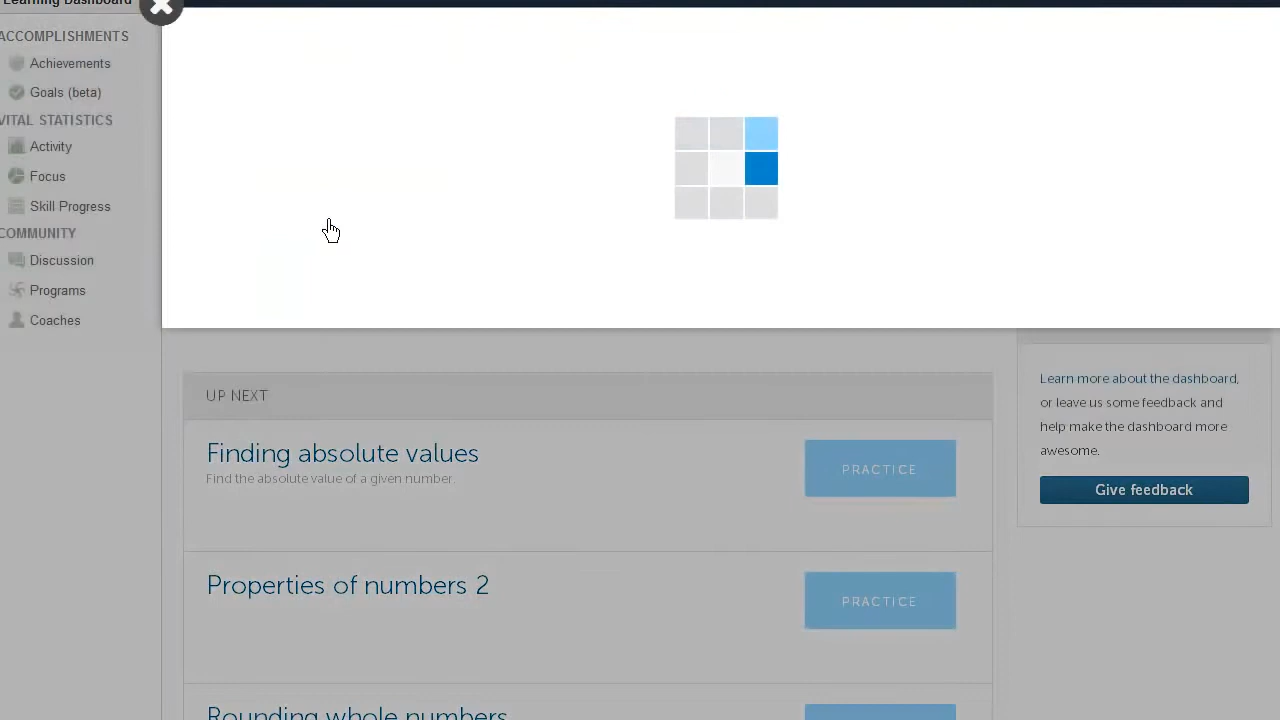 Learning Dashboard
ACCOMPLISHMENTS
Achievements
Goals (beta)
VITAL STATISTICS
Activity
Focus
Skill Progress
COMMUNITY
Discussion
Programs
Coaches
UP NEXT
Finding absolute values
Find the absolute value of a given number.
PRACTICE
Properties of numbers 2
PRACTICE
Rounding whole numbers
Learn more about the dashboard,
or leave us some feedback and
help make the dashboard more
awesome.
Give feedback